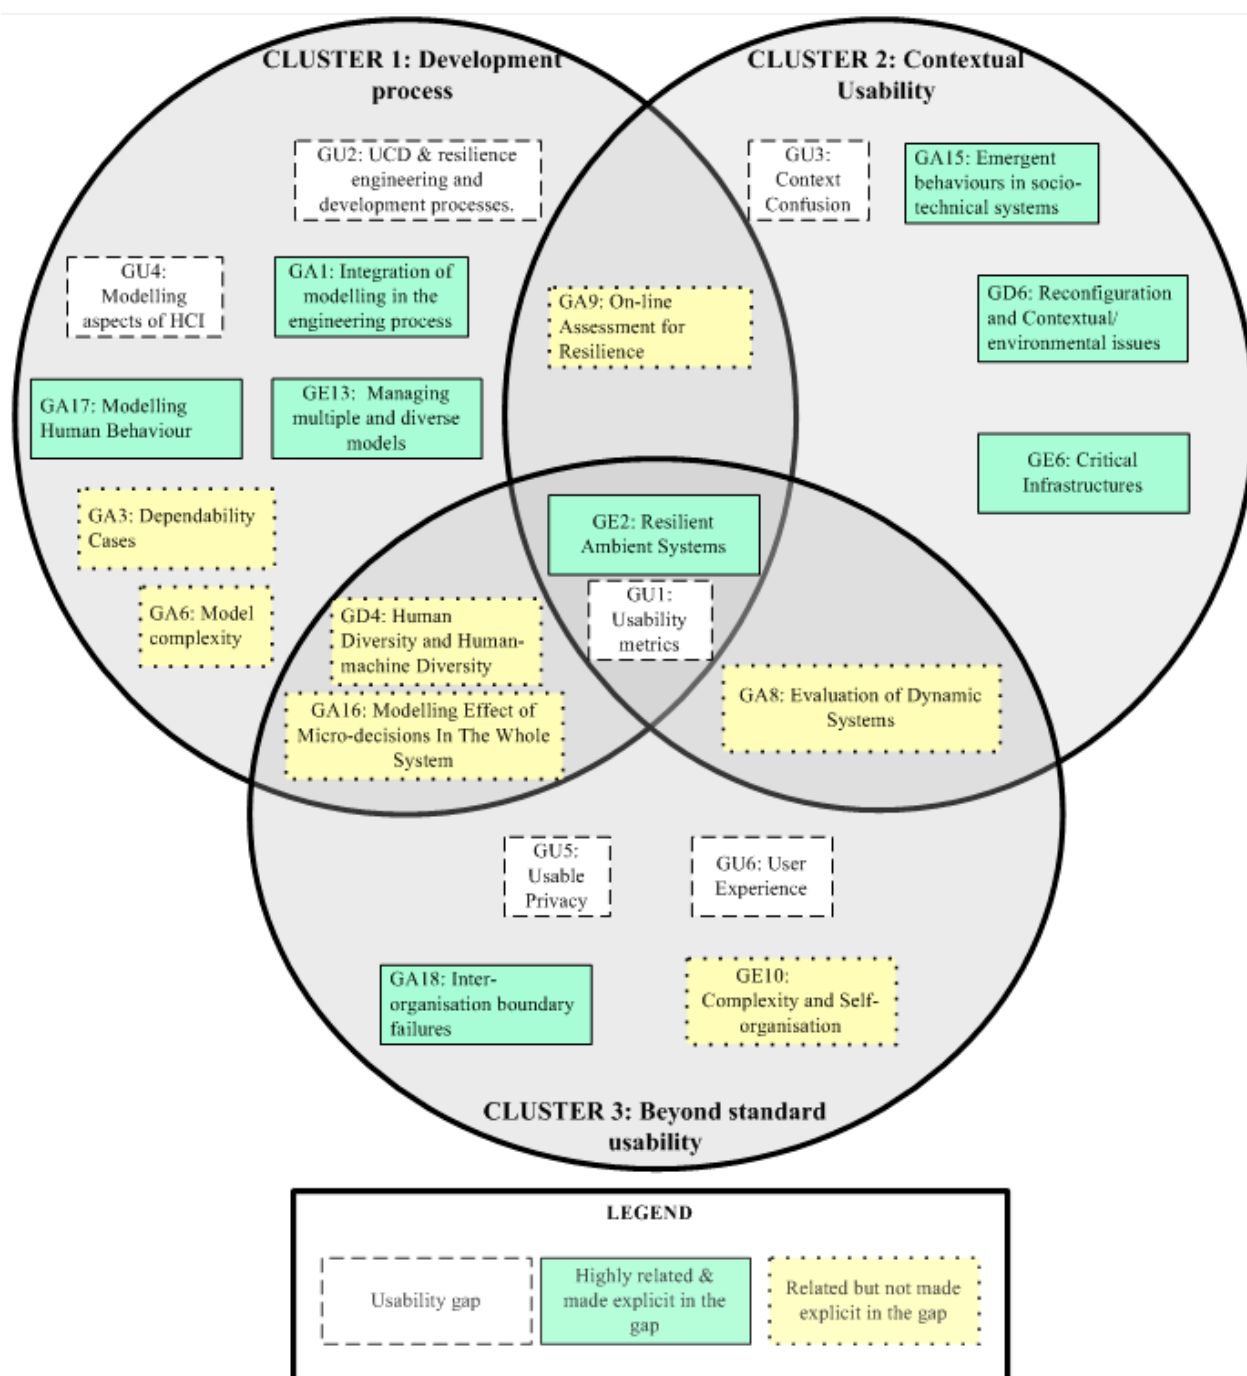 CLUSTER 1: Development
process
CLUSTER 2: Contextual
Usability
GU2: UCD & resilience
engineering and
development processes.
GU3:
Context
Confusion
GA15: Emergent
behaviours in socio-
technical systems
GU4:
Modelling
aspects of HCI
GA1: Integration of
modelling in the
engineering process
GA9: On-line
Assessment for
Resilience
GD6: Reconfiguration
and Contextual/
environmental issues
GA17: Modelling
Human Behaviour
GE13: Managing
multiple and diverse
models
GE6: Critical
Infrastructures
GA3: Dependability
Cases
GE2: Resilient
Ambient Systems
GA6: Model
complexity
GD4: Human
Diversity and Human-
machine Diversity
GU1:
Usability
metrics
GA16: Modelling Effect of
Micro-decisions In The Whole
System
GA8: Evaluation of Dynamic
Systems
GU5:
Usable
Privacy
GU6: User
Experience
GA18: Inter-
organisation boundary
failures
GE10:
Complexity and Self-
organisation
CLUSTER 3: Beyond standard
usability
LEGEND
Usability gap
Highly related &
made explicit in the
gap
Related but not made
explicit in the gap